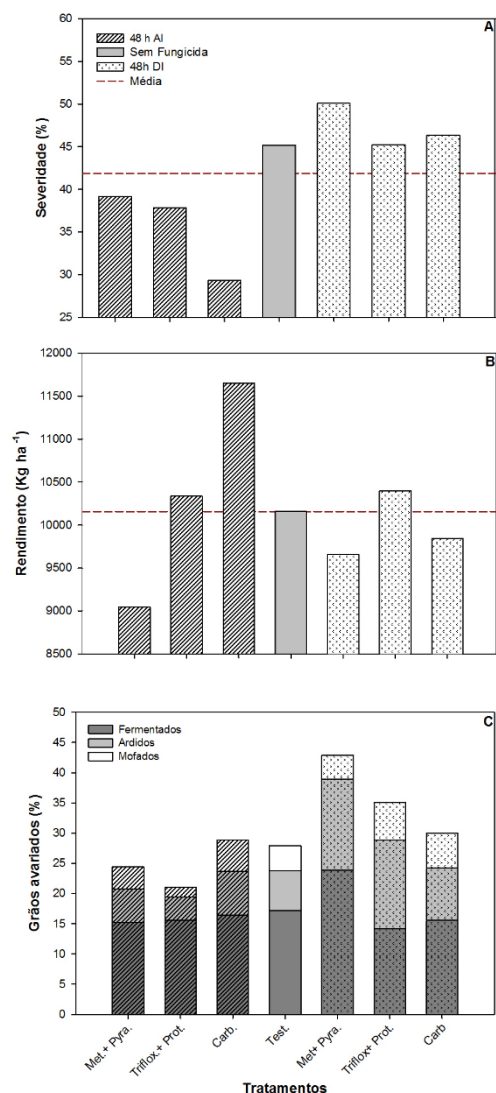 A
48 h AI
Sem Fungicida
48h DI
Média
Severidade (%)
60
55
50
45
40
35
30
25
B
Rendimento (Kg ha⁻¹)
12000
11500
11000
10500
10000
9500
9000
8500
C
Fermentados
Ardidos
Mofados
Grãos avariados (%)
50
45
40
35
30
25
20
15
10
5
0
Met.+ Pyra.
Triflox.+ Prot.
Carb.
Test.
Met+ Pyra.
Triflox+ Prot.
Carb
Tratamentos